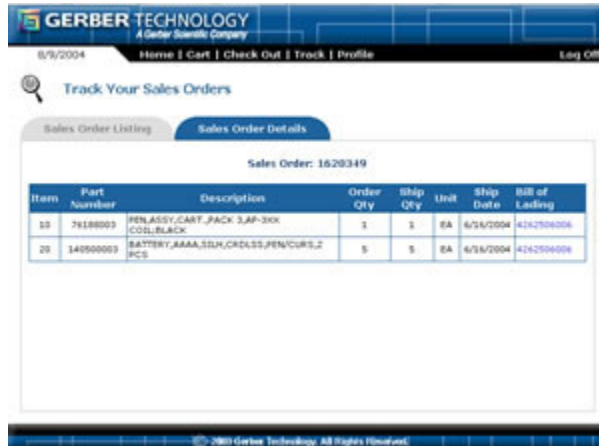 GERBER TECHNOLOGY
A Gerber Scientific Company
8/9/2004 Home | Cart | Check Out | Track | Profile Log Off
Track Your Sales Orders
Sales Order Listing Sales Order Details
Sales Order: 1620349
Item Part Number Description Order Qty Ship Qty Unit Ship Date Bill of Lading
10 76188003 PEN,ASSY,CART.,PACK 3,AP-3XX 1 1 EA 6/16/2004 4262506006
COIL;BLACK
20 140500003 BATTERY,AAAA,SILH,CRDLSS,PEN/CURS,2 5 5 EA 6/16/2004 4262506006
PCS
© 2003 Gerber Technology. All Rights Reserved.